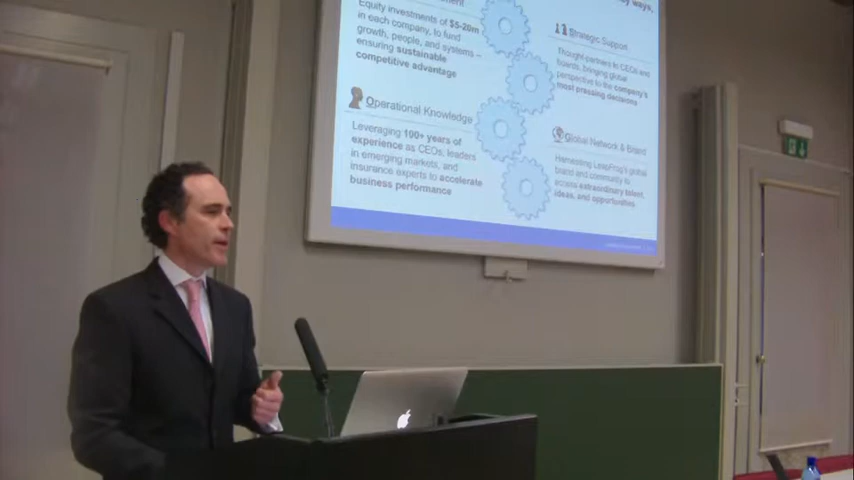 Equity investments of $5-20m
in each company, to fund
growth, people, and systems –
ensuring sustainable
competitive advantage
Operational Knowledge
Leveraging 100+ years of
experience as CEOs, leaders
in emerging markets, and
insurance experts to accelerate
business performance
ways,
Strategic Support
Thought-partners to CEOs and
boards, bringing global
perspective to the company's
most pressing decisions
Global Network & Brand
Harnessing LeapFrog's global
brand and community to
access extraordinary talent,
ideas, and opportunities